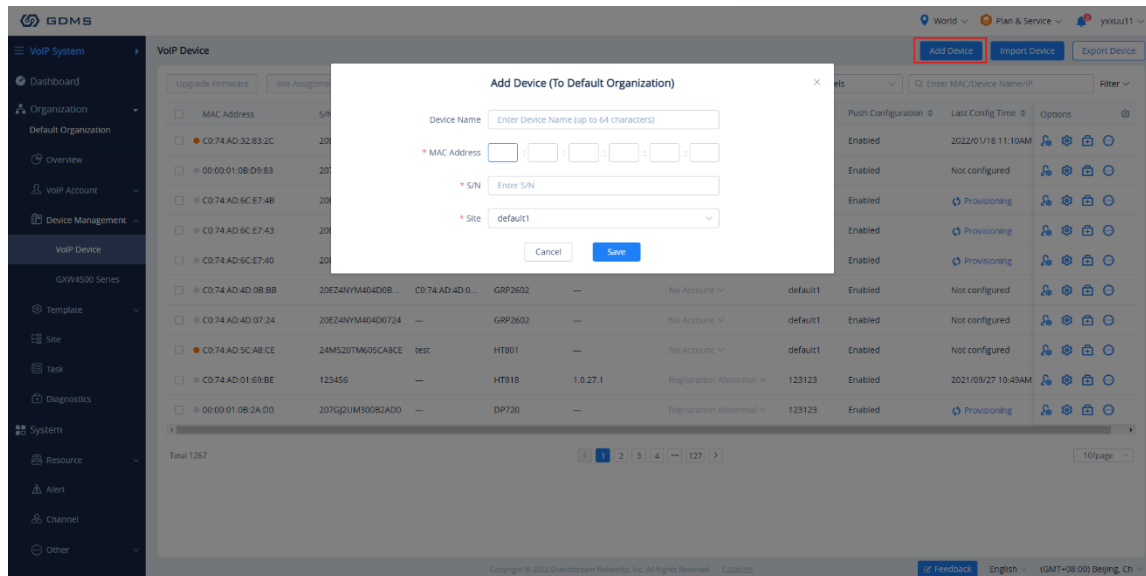 GDMS
World
Plan & Service
yxxuu11
VoIP System
VoIP Device
Add Device
Import Device
Export Device
Dashboard
Organization
Default Organization
Overview
VoIP Account
Device Management
VoIP Device
GXW4500 Series
Template
Site
Task
Diagnostics
System
Resource
Alert
Channel
Other
Upgrade Firmware
Enter MAC/Device Name/IP
Filter
MAC Address
Push Configuration
Last Config Time
Options
Add Device (To Default Organization)
Device Name
Enter Device Name (up to 64 characters)
* MAC Address
: : : : :
* S/N
Enter S/N
* Site
default1
Cancel
Save
C0:74:AD:32:83:2C Enabled 2022/01/18 11:10AM
00:00:01:0B:D9:83 Enabled Not configured
C0:74:AD:6C:E7:4B Enabled Provisioning
C0:74:AD:6C:E7:43 Enabled Provisioning
C0:74:AD:6C:E7:40 Enabled Provisioning
C0:74:AD:4D:0B:BB 20EZ4NYM404D0B... C0:74:AD:4D:0... GRP2602 — No Account default1 Enabled Not configured
C0:74:AD:4D:07:24 20EZ4NYM404D0724 — GRP2602 — No Account default1 Enabled Not configured
C0:74:AD:5C:A8:CE 24M520TM605CA8CE test HT801 — No Account default1 Enabled Not configured
C0:74:AD:01:69:BE 123456 — HT818 1.0.27.1 Registration Abnormal 123123 Enabled 2021/09/27 10:49AM
00:00:01:0B:2A:D0 207GJ2UM300B2AD0 — DP720 — Registration Abnormal 123123 Enabled Provisioning
Total 1267
1 2 3 4 ••• 127
10/page
Copyright © 2022 Grandstream Networks, Inc. All Rights Reserved. Cookies
Feedback
English
(GMT+08:00) Beijing, Ch